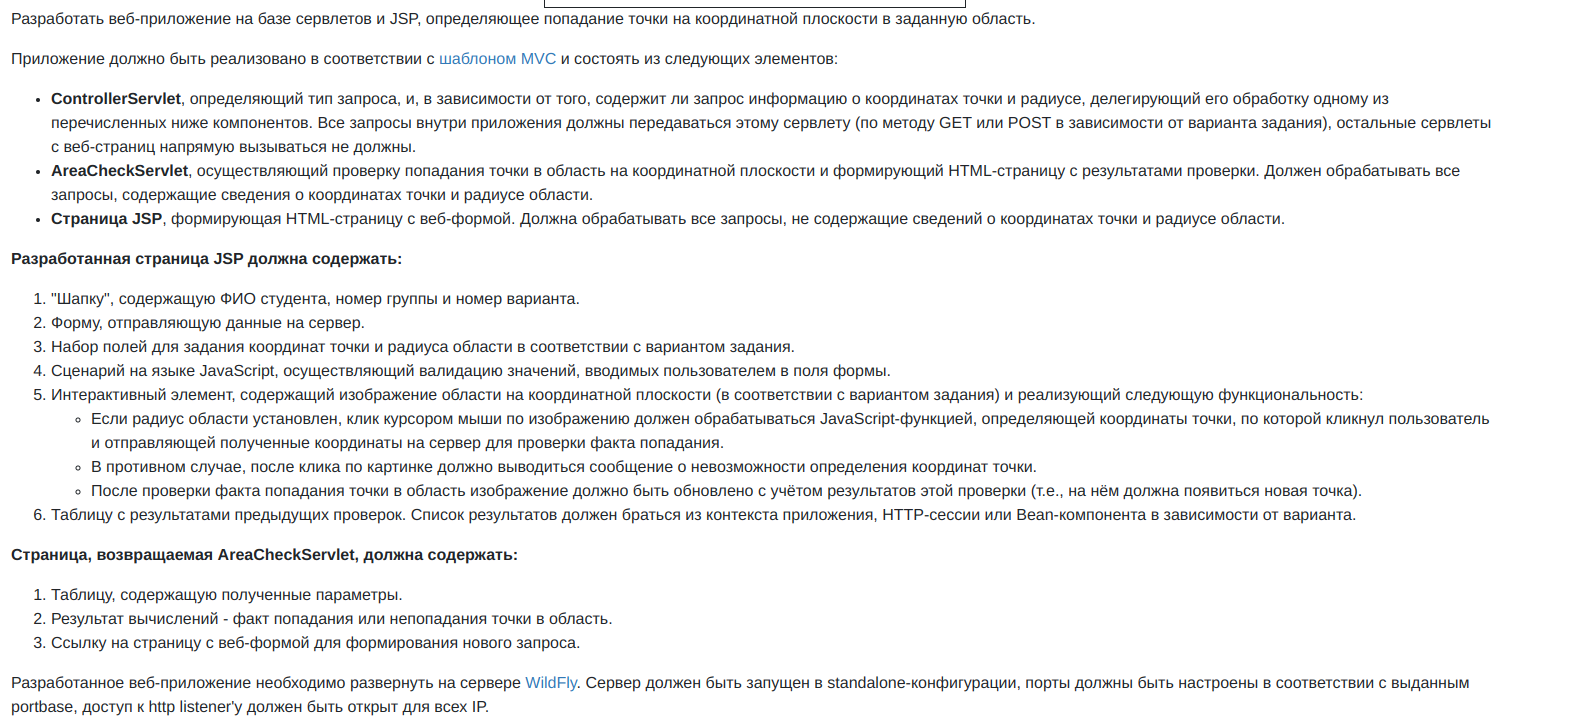 Разработать веб-приложение на базе сервлетов и JSP, определяющее попадание точки на координатной плоскости в заданную область.
Приложение должно быть реализовано в соответствии с шаблоном MVC и состоять из следующих элементов:
• ControllerServlet, определяющий тип запроса, и, в зависимости от того, содержит ли запрос информацию о координатах точки и радиусе, делегирующий его обработку одному из
перечисленных ниже компонентов. Все запросы внутри приложения должны передаваться этому сервлету (по методу GET или POST в зависимости от варианта задания), остальные сервлеты
с веб-страниц напрямую вызываться не должны.
• AreaCheckServlet, осуществляющий проверку попадания точки в область на координатной плоскости и формирующий HTML-страницу с результатами проверки. Должен обрабатывать все
запросы, содержащие сведения о координатах точки и радиусе области.
• Страница JSP, формирующая HTML-страницу с веб-формой. Должна обрабатывать все запросы, не содержащие сведений о координатах точки и радиусе области.
Разработанная страница JSP должна содержать:
1. "Шапку", содержащую ФИО студента, номер группы и номер варианта.
2. Форму, отправляющую данные на сервер.
3. Набор полей для задания координат точки и радиуса области в соответствии с вариантом задания.
4. Сценарий на языке JavaScript, осуществляющий валидацию значений, вводимых пользователем в поля формы.
5. Интерактивный элемент, содержащий изображение области на координатной плоскости (в соответствии с вариантом задания) и реализующий следующую функциональность:
◦ Если радиус области установлен, клик курсором мыши по изображению должен обрабатываться JavaScript-функцией, определяющей координаты точки, по которой кликнул пользователь
и отправляющей полученные координаты на сервер для проверки факта попадания.
◦ В противном случае, после клика по картинке должно выводиться сообщение о невозможности определения координат точки.
◦ После проверки факта попадания точки в область изображение должно быть обновлено с учётом результатов этой проверки (т.е., на нём должна появиться новая точка).
6. Таблицу с результатами предыдущих проверок. Список результатов должен браться из контекста приложения, HTTP-сессии или Bean-компонента в зависимости от варианта.
Страница, возвращаемая AreaCheckServlet, должна содержать:
1. Таблицу, содержащую полученные параметры.
2. Результат вычислений - факт попадания или непопадания точки в область.
3. Ссылку на страницу с веб-формой для формирования нового запроса.
Разработанное веб-приложение необходимо развернуть на сервере WildFly. Сервер должен быть запущен в standalone-конфигурации, порты должны быть настроены в соответствии с выданным
portbase, доступ к http listener'у должен быть открыт для всех IP.